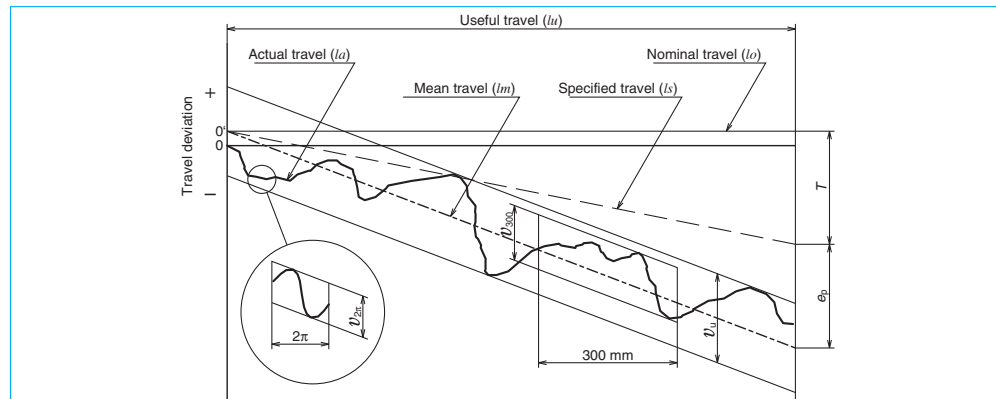 Useful travel (lu)
Actual travel (la)
Nominal travel (lo)
Mean travel (lm)
Specified travel (ls)
Travel deviation
+
0'
0
—
T
eₚ
v₃₀₀
vᵤ
v₂π
2π
300 mm